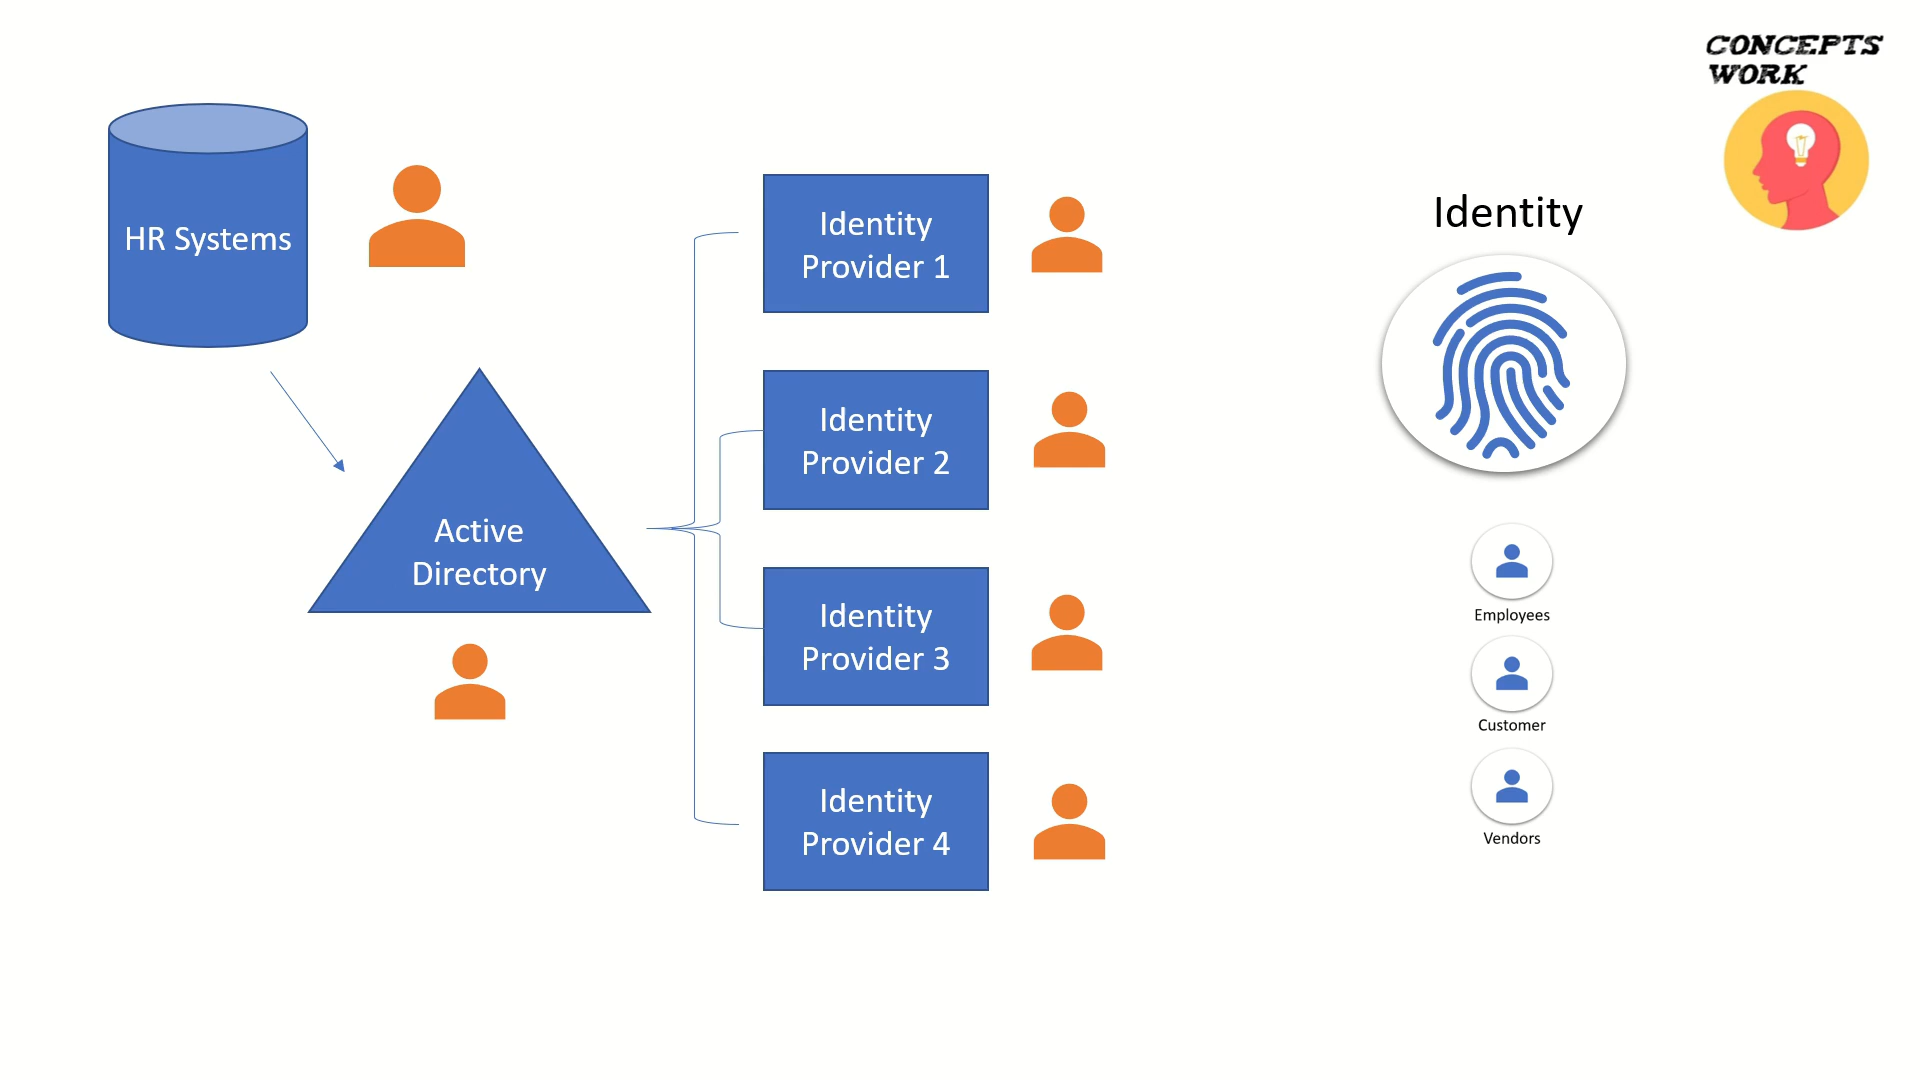 CONCEPTS
WORK
HR Systems
Active
Directory
Identity
Provider 1
Identity
Provider 2
Identity
Provider 3
Identity
Provider 4
Identity
Employees
Customer
Vendors